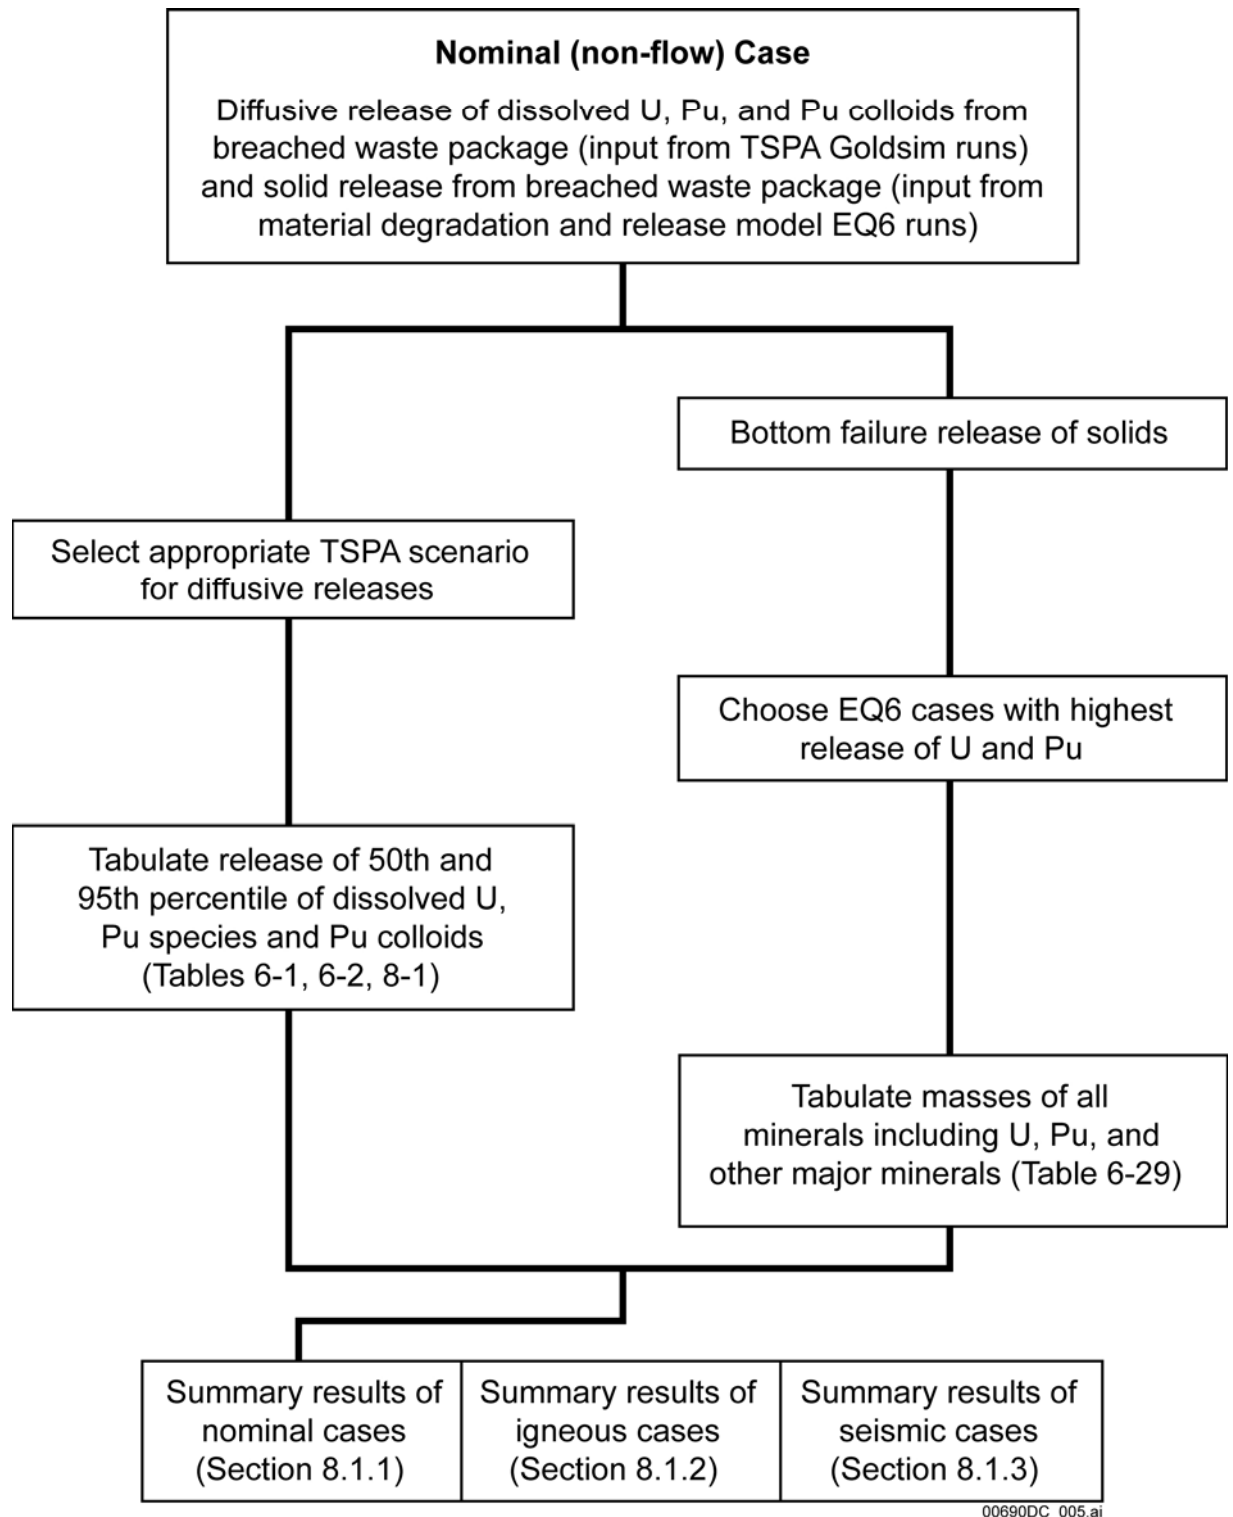 Nominal (non-flow) Case
Diffusive release of dissolved U, Pu, and Pu colloids from
breached waste package (input from TSPA Goldsim runs)
and solid release from breached waste package (input from
material degradation and release model EQ6 runs)
Bottom failure release of solids
Select appropriate TSPA scenario
for diffusive releases
Choose EQ6 cases with highest
release of U and Pu
Tabulate release of 50th and
95th percentile of dissolved U,
Pu species and Pu colloids
(Tables 6-1, 6-2, 8-1)
Tabulate masses of all
minerals including U, Pu, and
other major minerals (Table 6-29)
Summary results of
nominal cases
(Section 8.1.1)
Summary results of
igneous cases
(Section 8.1.2)
Summary results of
seismic cases
(Section 8.1.3)
00690DC_005.ai